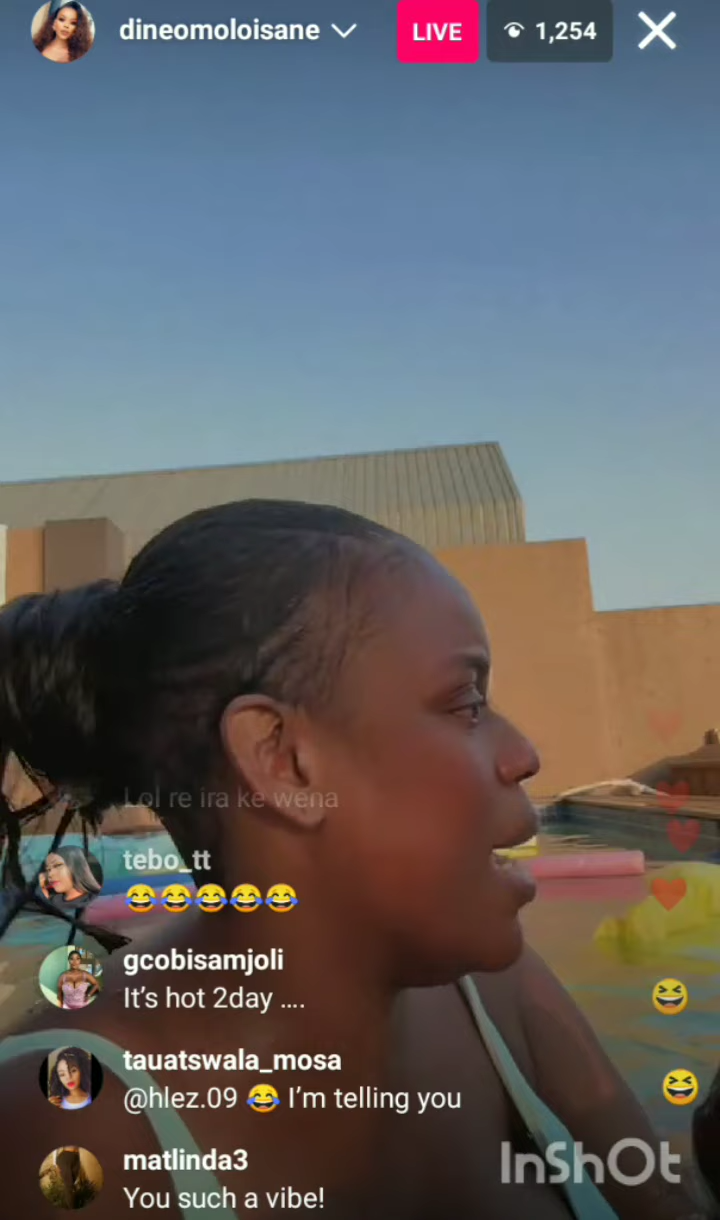 dineomoloisane
LIVE
1,254
Lol re ira ke wena
tebo_tt
😂😂😂😂😂
gcobisamjoli
It's hot 2day ....
tauatswala_mosa
@hlez.09 😂 I'm telling you
matlinda3
You such a vibe!
InShOt